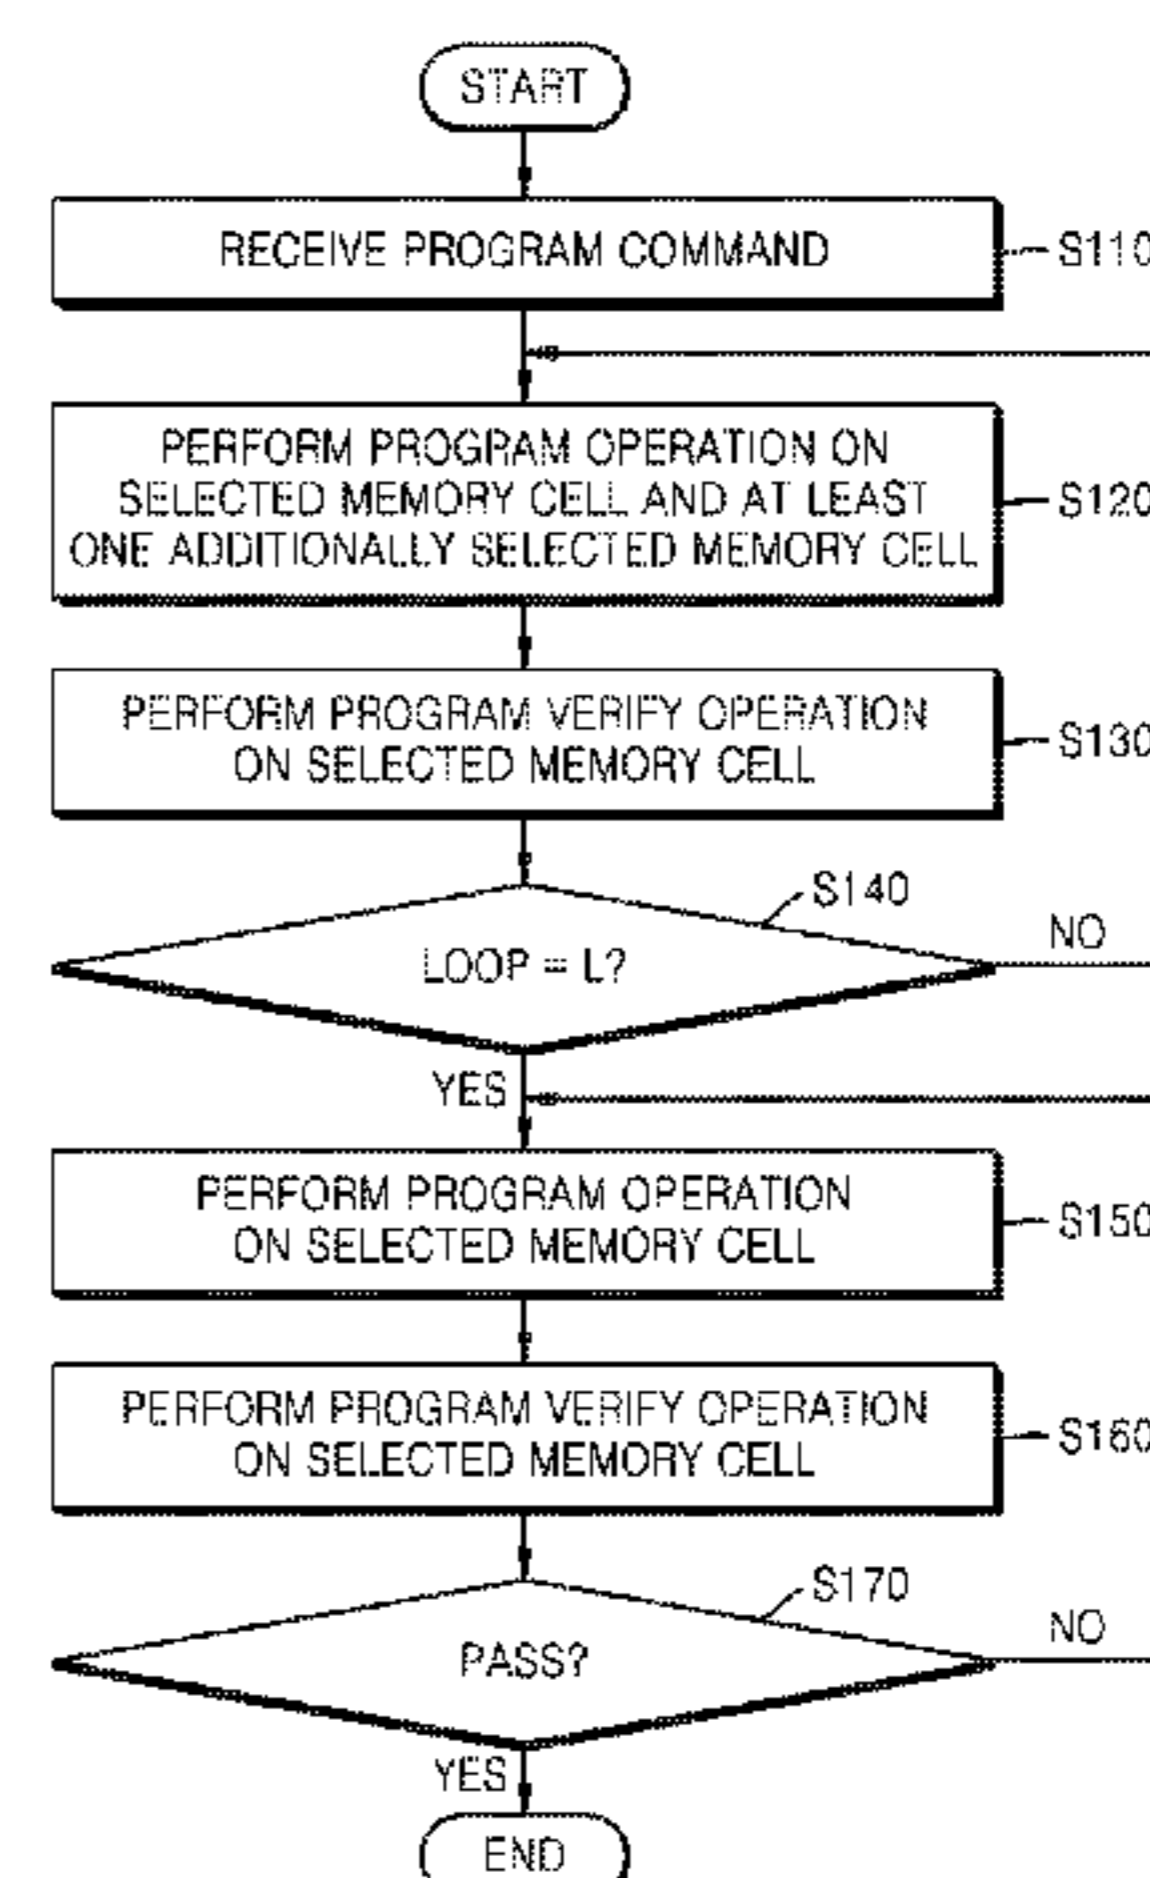 START
RECEIVE PROGRAM COMMAND
S110
PERFORM PROGRAM OPERATION ON
SELECTED MEMORY CELL AND AT LEAST
ONE ADDITIONALLY SELECTED MEMORY CELL
S120
PERFORM PROGRAM VERIFY OPERATION
ON SELECTED MEMORY CELL
S130
S140
LOOP = L?
NO
YES
PERFORM PROGRAM OPERATION
ON SELECTED MEMORY CELL
S150
PERFORM PROGRAM VERIFY OPERATION
ON SELECTED MEMORY CELL
S160
S170
PASS?
NO
YES
END